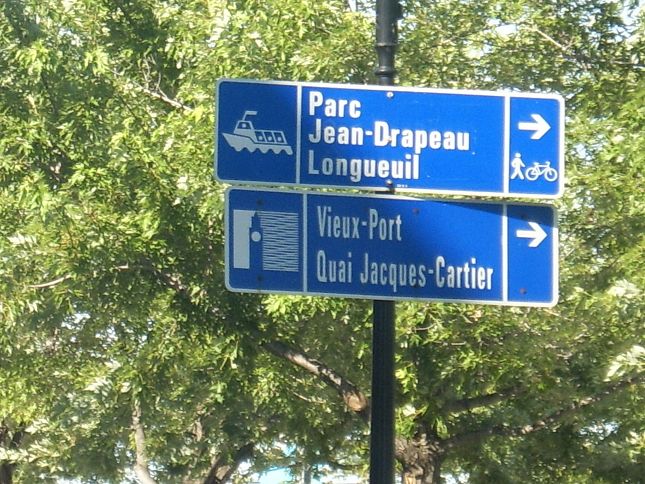 Parc
Jean-Drapeau
Longueuil
Vieux-Port
Quai Jacques-Cartier